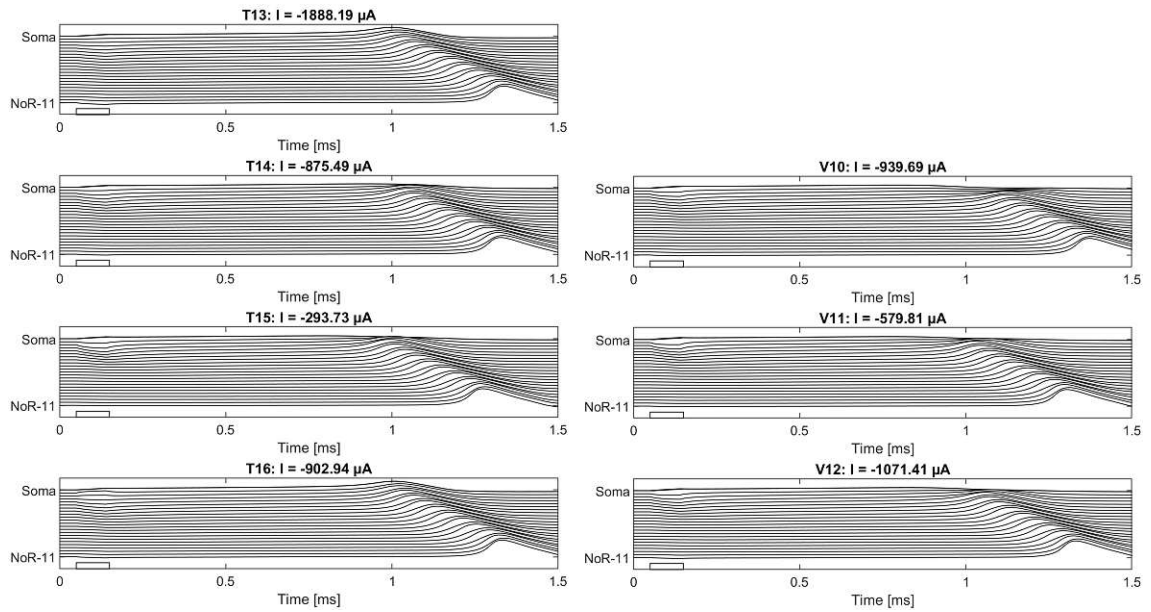 T13: I = -1888.19 µA
Soma
NoR-11
0 0.5 1 1.5
Time [ms]
T14: I = -875.49 µA
Soma
NoR-11
0 0.5 1 1.5
Time [ms]
V10: I = -939.69 µA
Soma
NoR-11
0 0.5 1 1.5
Time [ms]
T15: I = -293.73 µA
Soma
NoR-11
0 0.5 1 1.5
Time [ms]
V11: I = -579.81 µA
Soma
NoR-11
0 0.5 1 1.5
Time [ms]
T16: I = -902.94 µA
Soma
NoR-11
0 0.5 1 1.5
Time [ms]
V12: I = -1071.41 µA
Soma
NoR-11
0 0.5 1 1.5
Time [ms]